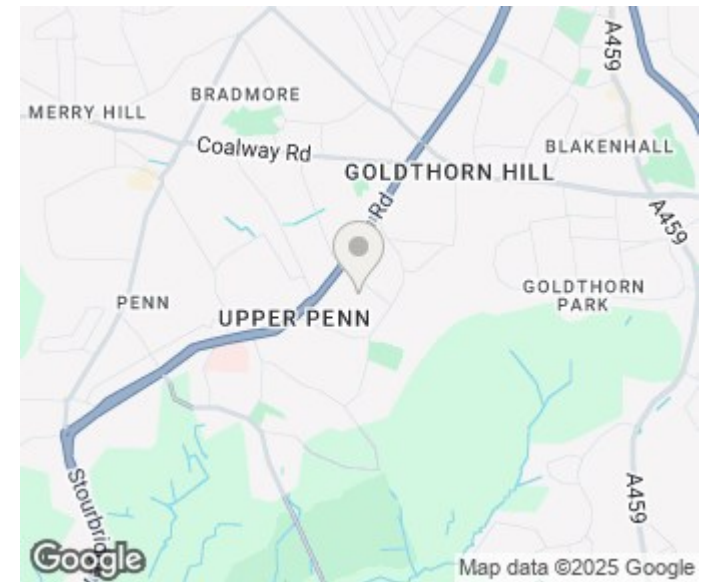 A459
BRADMORE
MERRY HILL
Coalway Rd
BLAKENHALL
GOLDTHORN HILL
Rd
A459
GOLDTHORN
PARK
PENN
UPPER PENN
Stourbridge
A459
Google
Map data ©2025 Google